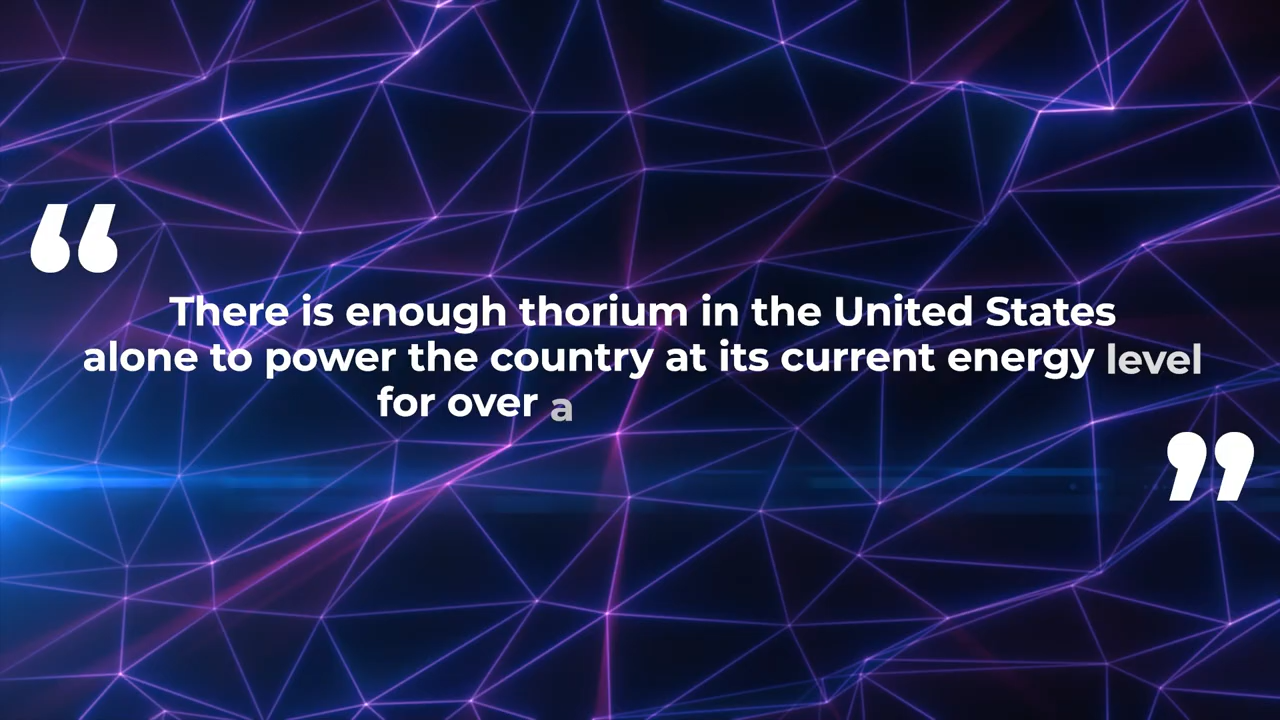 “
There is enough thorium in the United States
alone to power the country at its current energy level
for over a
”